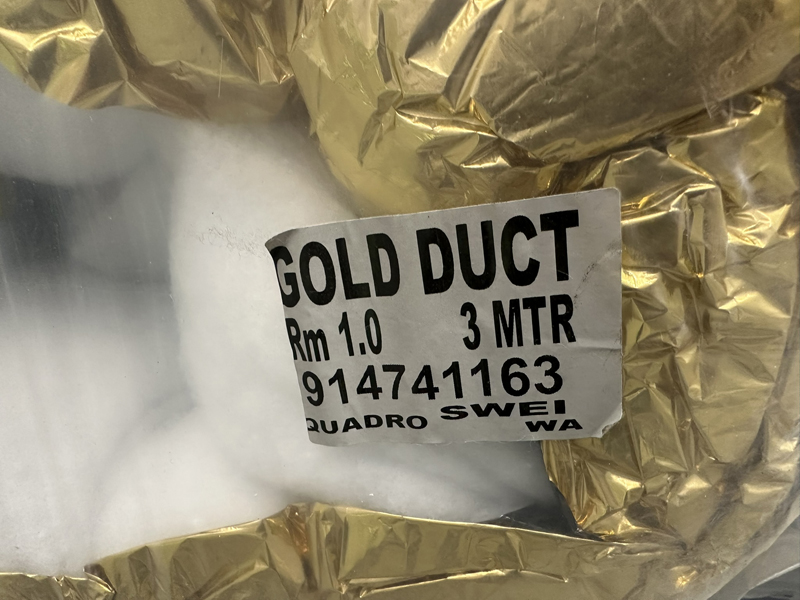 GOLD DUCT
Rm 1.0 3 MTR
914741163
QUADRO SWEI
WA